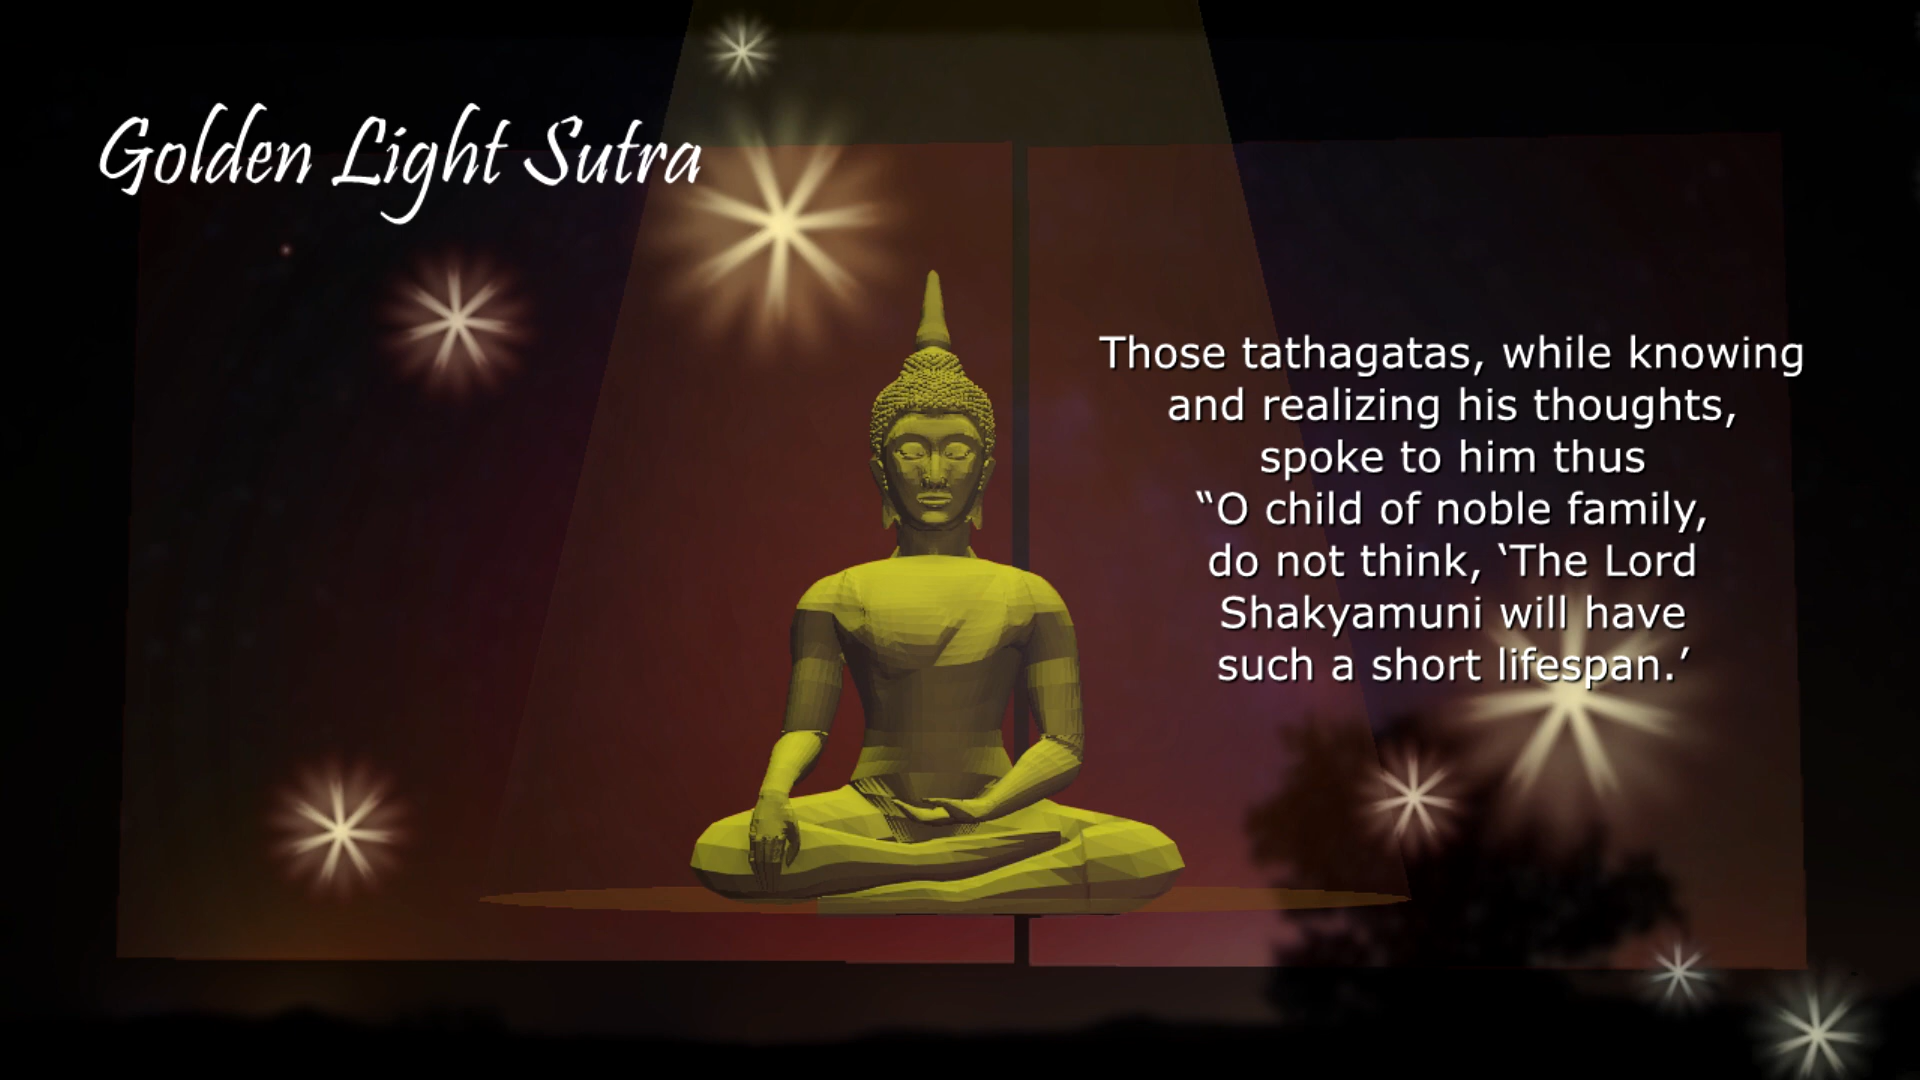 Golden Light Sutra
Those tathagatas, while knowing
and realizing his thoughts,
spoke to him thus
“O child of noble family,
do not think, ‘The Lord
Shakyamuni will have
such a short lifespan.’